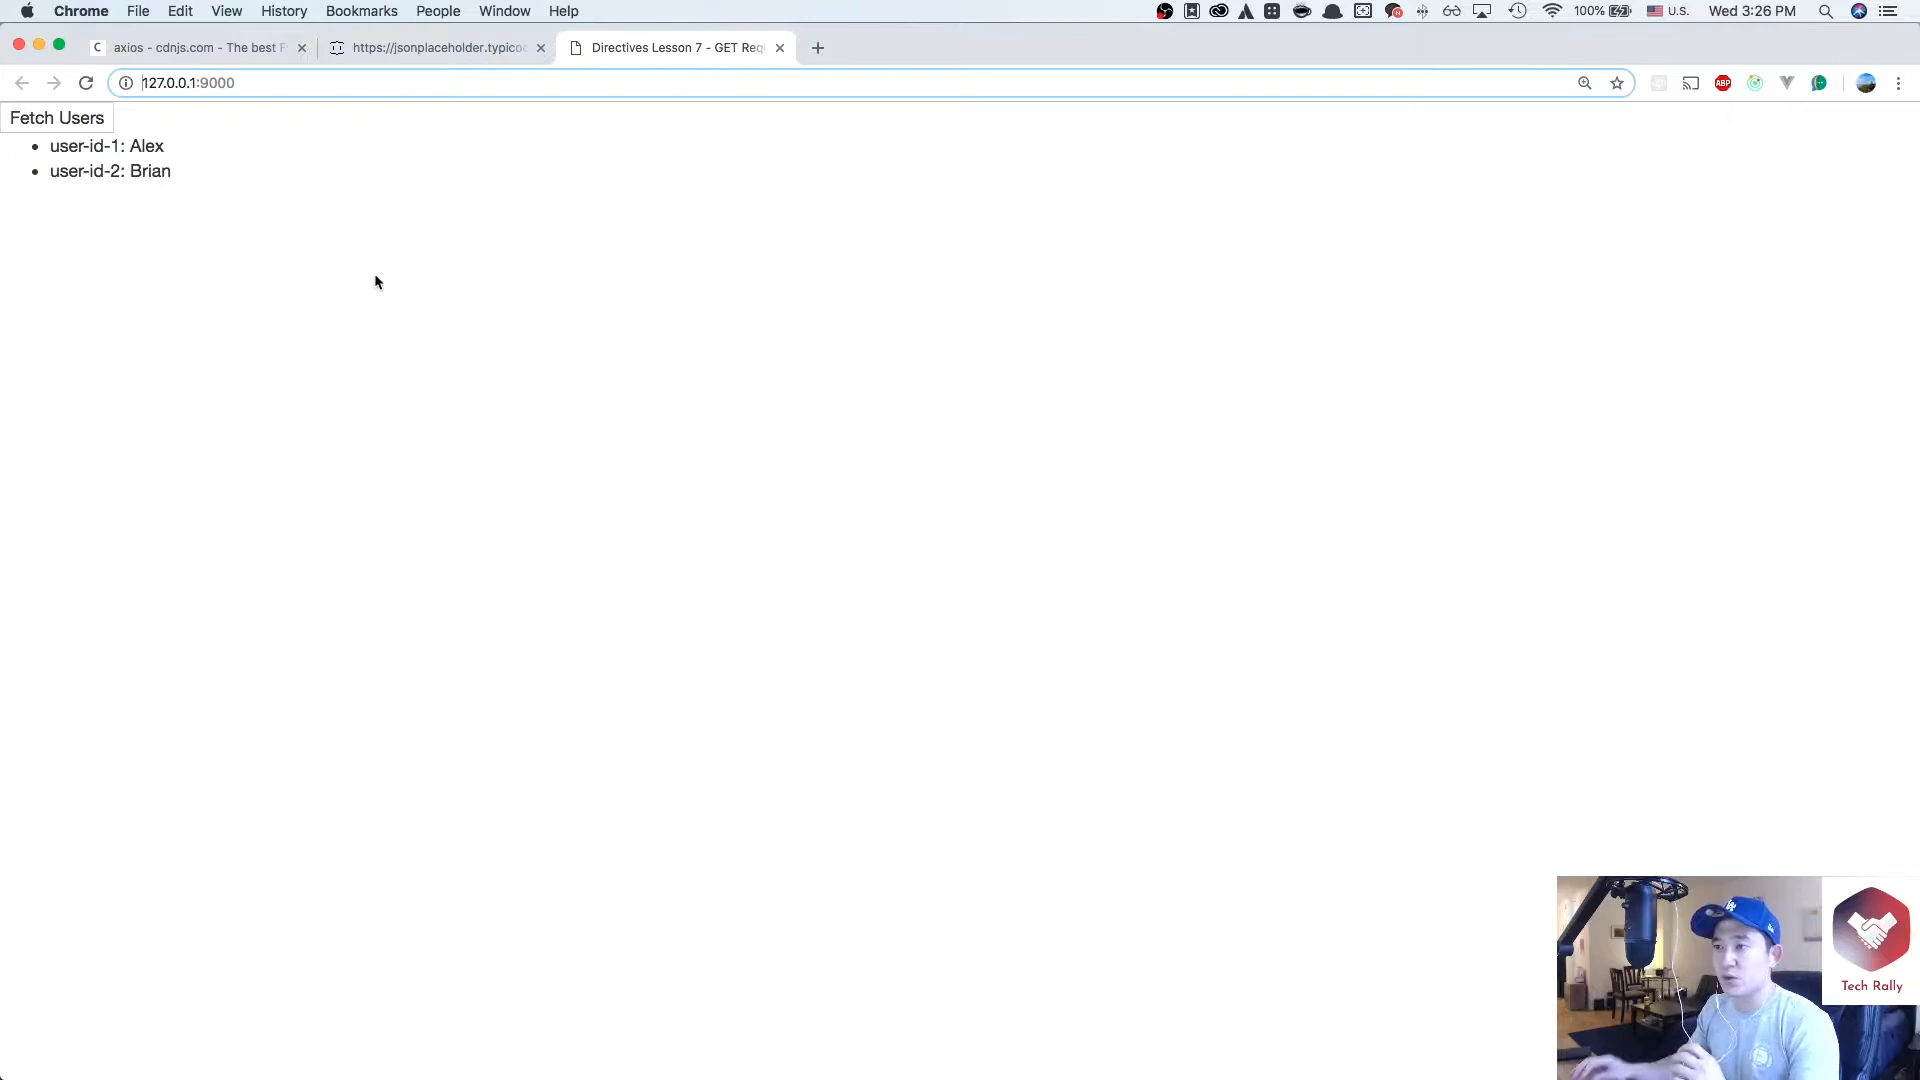 Chrome File Edit View History Bookmarks People Window Help 100% U.S. Wed 3:26 PM
axios - cdnjs.com - The best F https://jsonplaceholder.typico Directives Lesson 7 - GET Req
127.0.0.1:9000 ABP
Fetch Users
• user-id-1: Alex
• user-id-2: Brian
Tech Rally